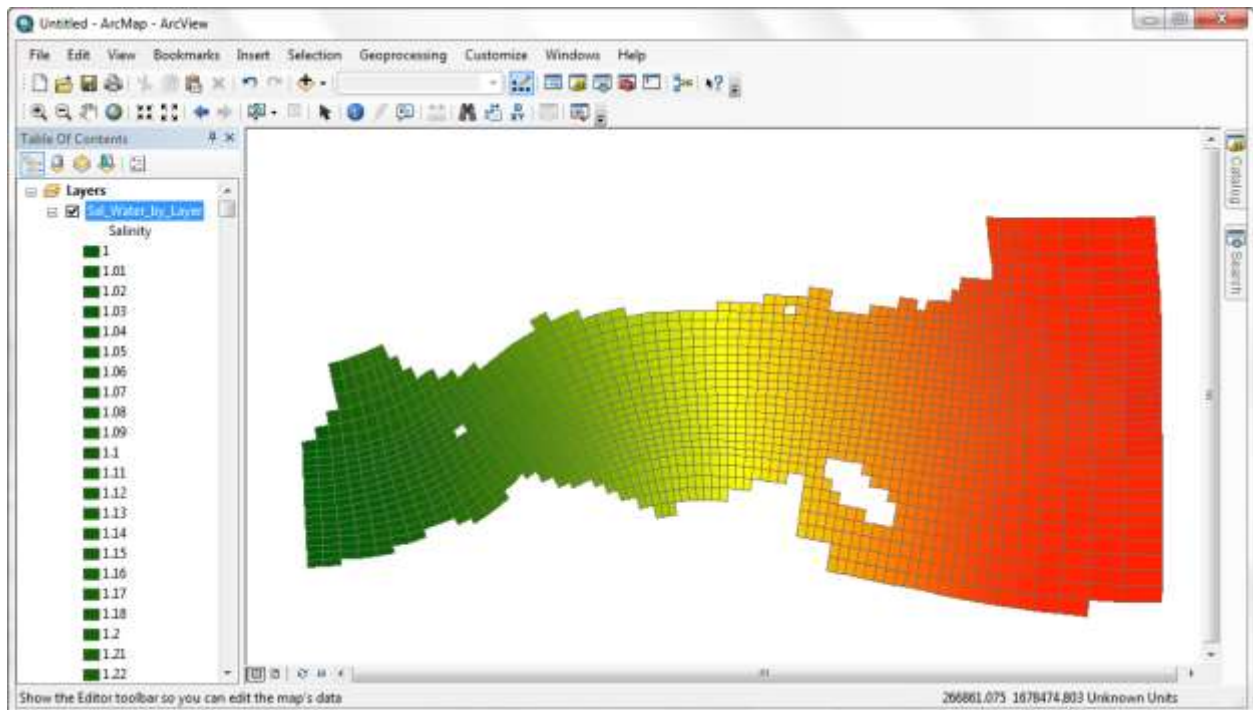 Untitled - ArcMap - ArcView
File Edit View Bookmarks Insert Selection Geoprocessing Customize Windows Help
Table Of Contents
Layers
Sal_Water_by_Layer
Salinity
1
1.01
1.02
1.03
1.04
1.05
1.06
1.07
1.08
1.09
1.1
1.11
1.12
1.13
1.14
1.15
1.16
1.17
1.18
1.2
1.21
1.22
Catalog
Search
Show the Editor toolbar so you can edit the map's data
266861.075 1678474.803 Unknown Units